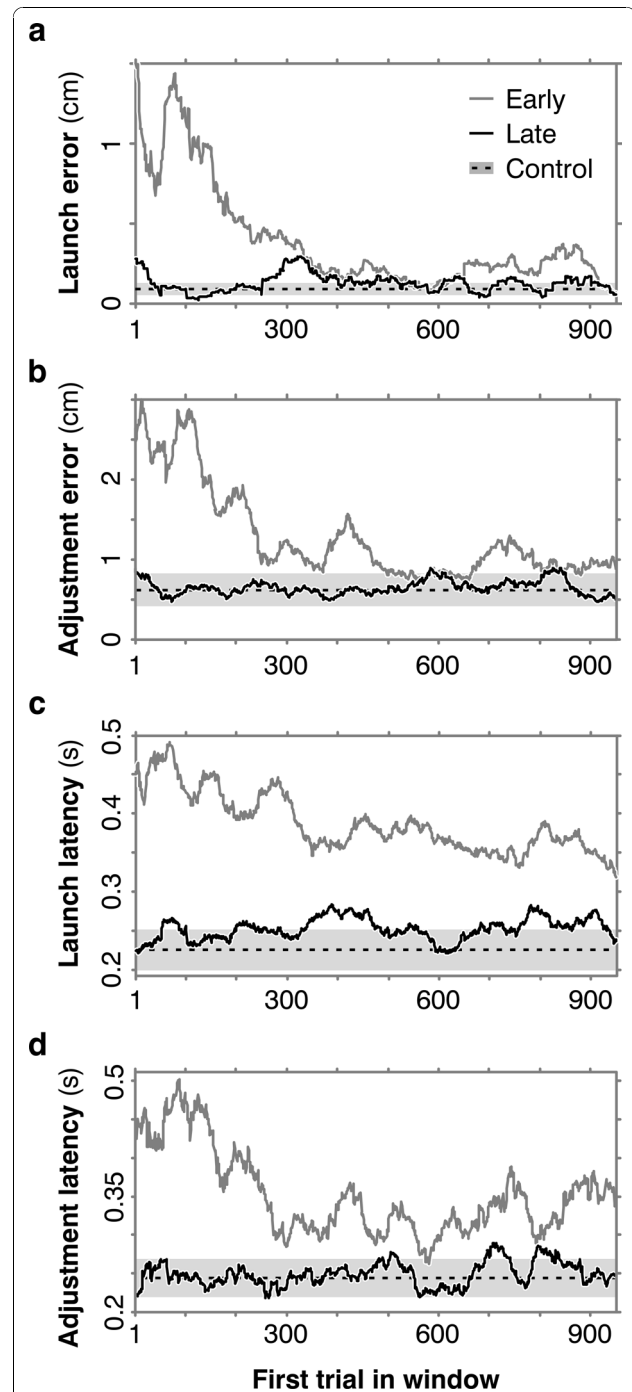 a
Launch error (cm)
1
0
Early
Late
Control
1 300 600 900
b
Adjustment error (cm)
2
1
0
1 300 600 900
c
Launch latency (s)
0.5
0.4
0.3
0.2
1 300 600 900
d
Adjustment latency (s)
0.5
0.35
0.2
1 300 600 900
First trial in window